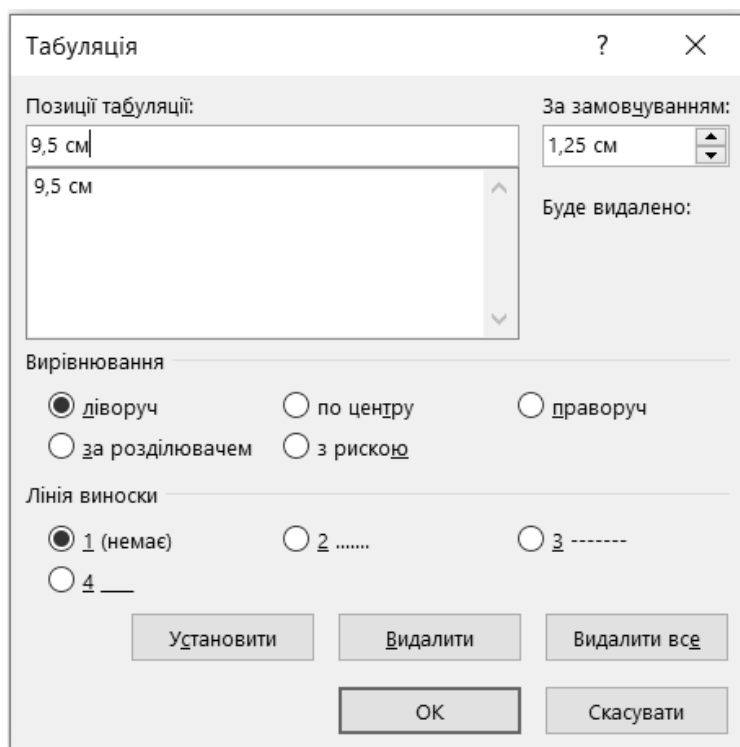 Табуляція ?
Позиції табуляції: За замовчуванням:
9,5 см 1,25 см
9,5 см
Буде видалено:
Вирівнювання
ліворуч по центру праворуч
за розділювачем з рискою
Лінія виноски
1 (немає) 2 ....... 3 -------
4 ___
Установити Видалити Видалити все
ОК Скасувати